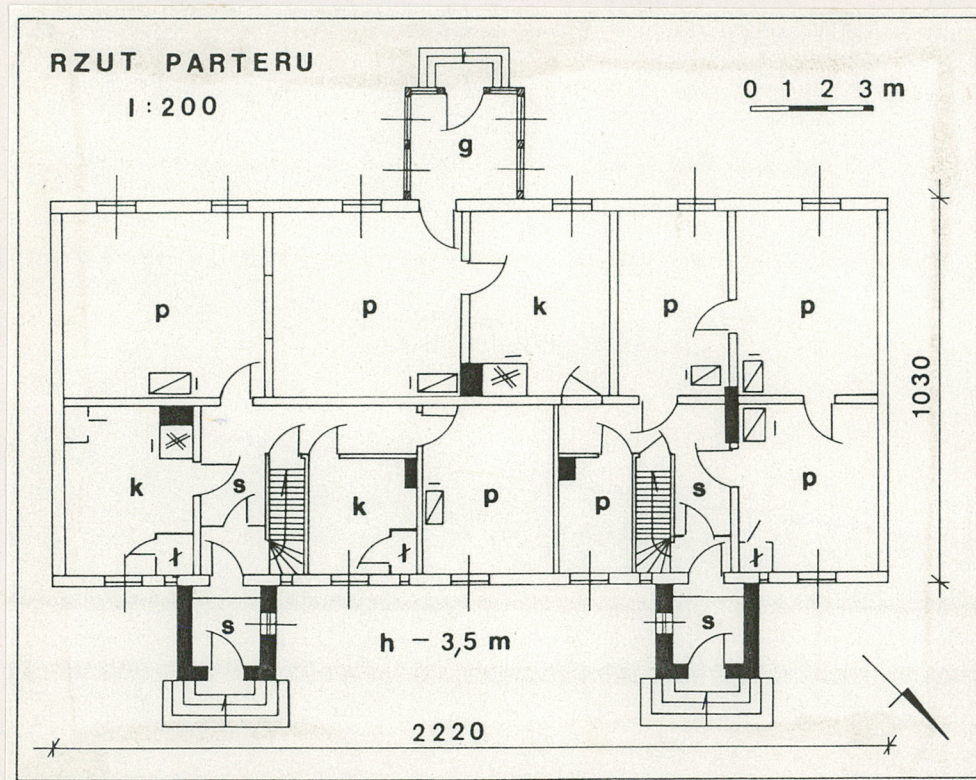 RZUT PARTERU
1:200
0 1 2 3 m
g
p p k p p
1030
k s k p p s p
ł ł ł
s s
h – 3,5 m
2220